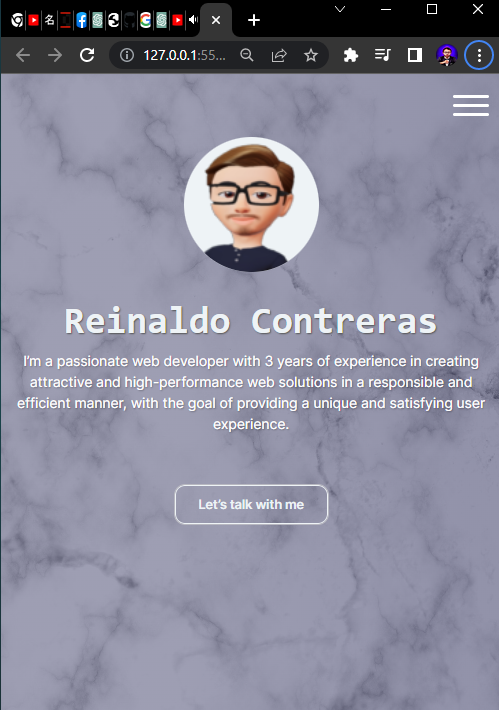 名
127.0.0.1:55...
Reinaldo Contreras
I'm a passionate web developer with 3 years of experience in creating
attractive and high-performance web solutions in a responsible and
efficient manner, with the goal of providing a unique and satisfying user
experience.
Let's talk with me